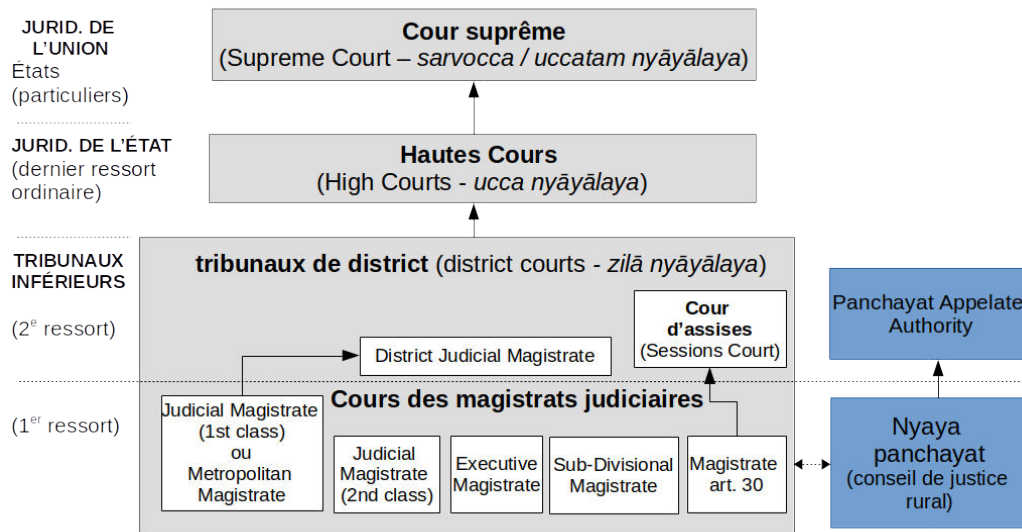 JURID. DE
L'UNION
États
(particuliers)
Cour suprême
(Supreme Court – sarvocca / uccatam nyāyālaya)
JURID. DE L'ÉTAT
(dernier ressort
ordinaire)
Hautes Cours
(High Courts - ucca nyāyālaya)
TRIBUNAUX
INFÉRIEURS
(2e ressort)
tribunaux de district (district courts - zilā nyāyālaya)
Cour
d'assises
(Sessions Court)
District Judicial Magistrate
Panchayat Appelate
Authority
(1er ressort)
Cours des magistrats judiciaires
Judicial Magistrate
(1st class)
ou
Metropolitan
Magistrate
Judicial
Magistrate
(2nd class)
Executive
Magistrate
Sub-Divisional
Magistrate
Magistrate
art. 30
Nyaya
panchayat
(conseil de justice
rural)